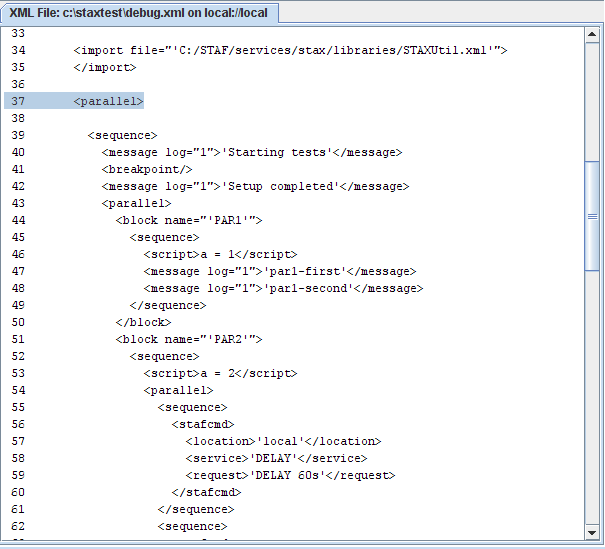 XML File: c:\staxtest\debug.xml on local://local
33
34 <import file="'C:/STAF/services/stax/libraries/STAXUtil.xml'">
35 </import>
36
37 <parallel>
38
39 <sequence>
40 <message log="1">'Starting tests'</message>
41 <breakpoint/>
42 <message log="1">'Setup completed'</message>
43 <parallel>
44 <block name="'PAR1'">
45 <sequence>
46 <script>a = 1</script>
47 <message log="1">'par1-first'</message>
48 <message log="1">'par1-second'</message>
49 </sequence>
50 </block>
51 <block name="'PAR2'">
52 <sequence>
53 <script>a = 2</script>
54 <parallel>
55 <sequence>
56 <stafcmd>
57 <location>'local'</location>
58 <service>'DELAY'</service>
59 <request>'DELAY 60s'</request>
60 </stafcmd>
61 </sequence>
62 <sequence>